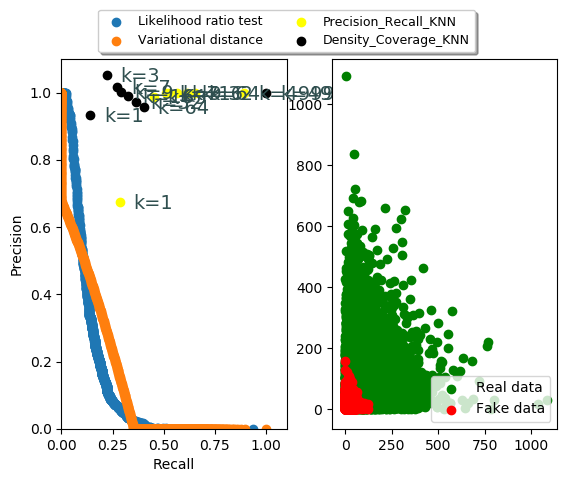 Likelihood ratio test
Variational distance
Precision_Recall_KNN
Density_Coverage_KNN
1.0
0.8
0.6
0.4
0.2
0.0
Precision
k=3
k=7
k=1
k=64
k=1
0.00 0.25 0.50 0.75 1.00
Recall
1000
800
600
400
200
0
Real data
Fake data
0 250 500 750 1000